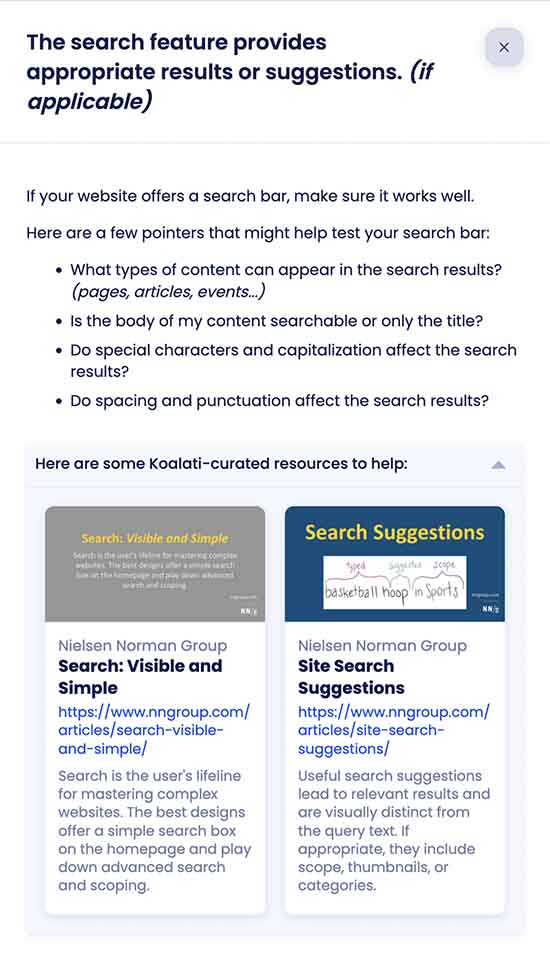 The search feature provides
appropriate results or suggestions. (if
applicable)
If your website offers a search bar, make sure it works well.
Here are a few pointers that might help test your search bar:
• What types of content can appear in the search results?
(pages, articles, events…)
• Is the body of my content searchable or only the title?
• Do special characters and capitalization affect the search
results?
• Do spacing and punctuation affect the search results?
Here are some Koalati-curated resources to help:
Search: Visible and Simple
Search is the user's lifeline for mastering complex
websites. The best designs offer a simple search
box on the homepage and play down advanced
search and scoping.
nngroup.com
NN/g
Nielsen Norman Group
Search: Visible and
Simple
https://www.nngroup.com/
articles/search-visible-
and-simple/
Search is the user's lifeline
for mastering complex
websites. The best designs
offer a simple search box
on the homepage and play
down advanced search
and scoping.
Search Suggestions
typed suggested scope
basketball hoop in Sports
nngroup.com
NN/g
Nielsen Norman Group
Site Search
Suggestions
https://www.nngroup.com/
articles/site-search-
suggestions/
Useful search suggestions
lead to relevant results and
are visually distinct from
the query text. If
appropriate, they include
scope, thumbnails, or
categories.